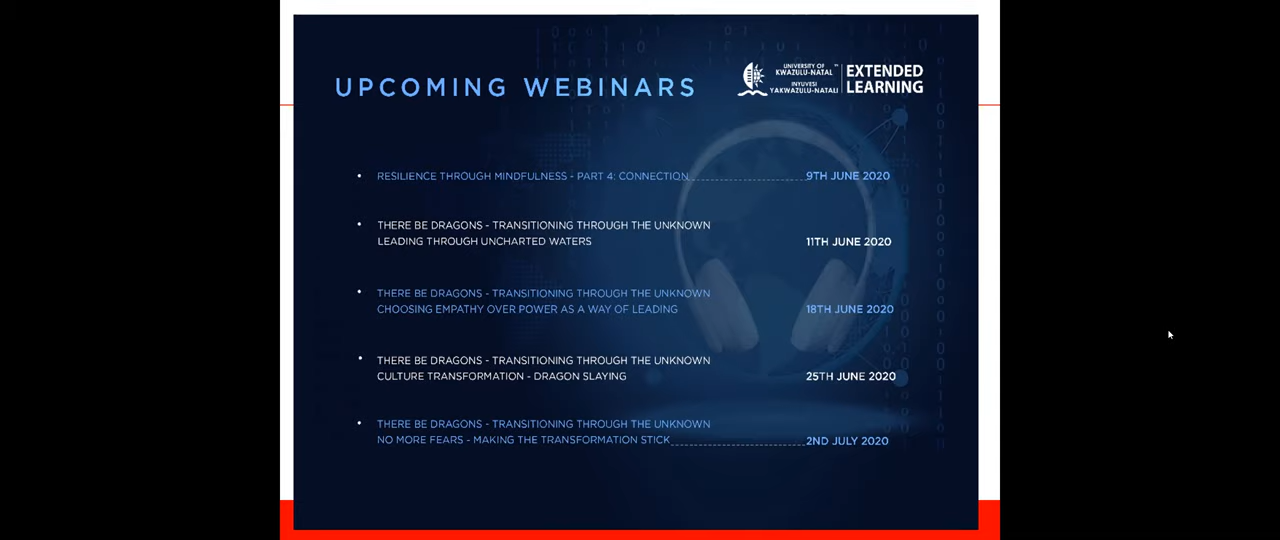 UPCOMING WEBINARS
UNIVERSITY OF
KWAZULU-NATAL™
INYUVESI
YAKWAZULU-NATALI
EXTENDED
LEARNING
• RESILIENCE THROUGH MINDFULNESS - PART 4: CONNECTION 9TH JUNE 2020
• THERE BE DRAGONS - TRANSITIONING THROUGH THE UNKNOWN
LEADING THROUGH UNCHARTED WATERS 11TH JUNE 2020
• THERE BE DRAGONS - TRANSITIONING THROUGH THE UNKNOWN
CHOOSING EMPATHY OVER POWER AS A WAY OF LEADING 18TH JUNE 2020
• THERE BE DRAGONS - TRANSITIONING THROUGH THE UNKNOWN
CULTURE TRANSFORMATION - DRAGON SLAYING 25TH JUNE 2020
• THERE BE DRAGONS - TRANSITIONING THROUGH THE UNKNOWN
NO MORE FEARS - MAKING THE TRANSFORMATION STICK 2ND JULY 2020